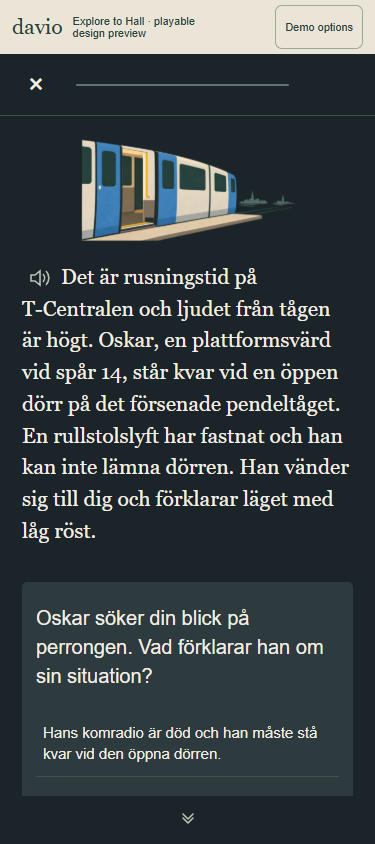 davio
Explore to Hall · playable
design preview
Demo options
Det är rusningstid på
T-Centralen och ljudet från tågen
är högt. Oskar, en plattformsvärd
vid spår 14, står kvar vid en öppen
dörr på det försenade pendeltåget.
En rullstolslyft har fastnat och han
kan inte lämna dörren. Han vänder
sig till dig och förklarar läget med
låg röst.
Oskar söker din blick på
perrongen. Vad förklarar han om
sin situation?
Hans komradio är död och han måste stå
kvar vid den öppna dörren.